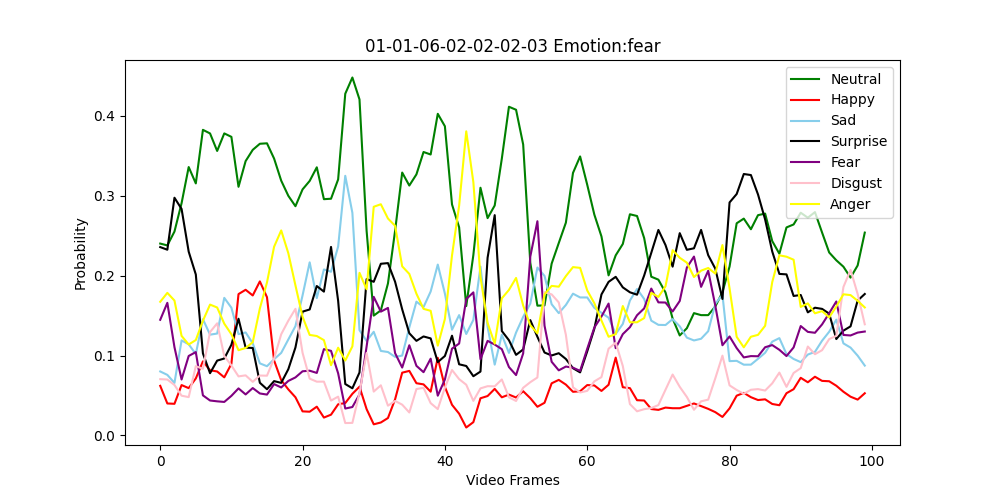 01-01-06-02-02-02-03 Emotion:fear
Neutral
Happy
Sad
Surprise
Fear
Disgust
Anger
Probability
0.4
0.3
0.2
0.1
0.0
0 20 40 60 80 100
Video Frames